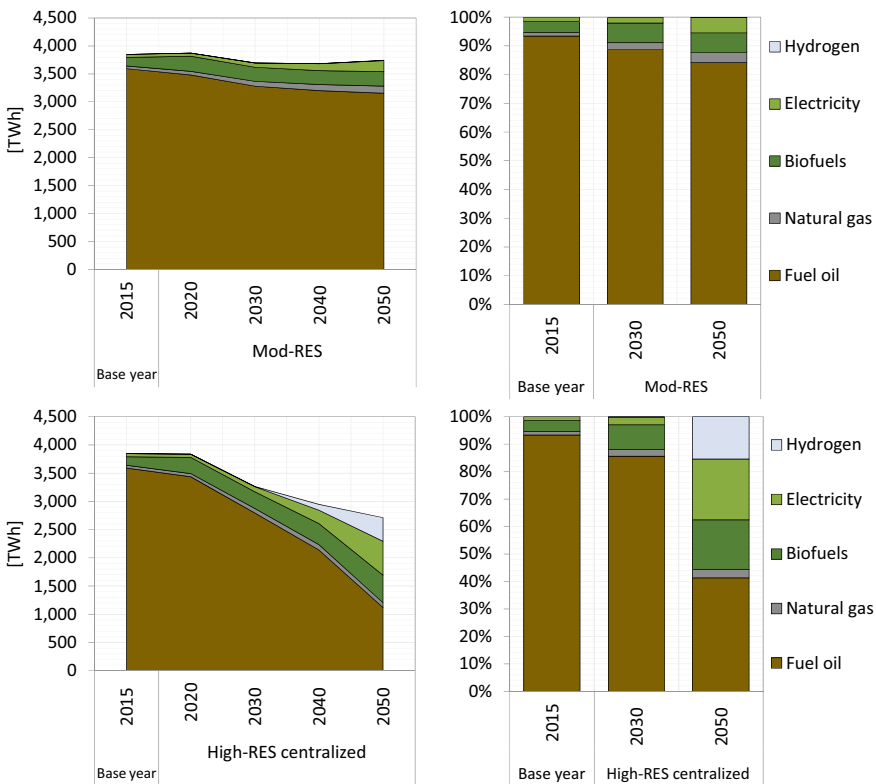 4,500
4,000
3,500
3,000
2,500
2,000
1,500
1,000
500
0
[TWh]
2015
2020
2030
2040
2050
Base year
Mod-RES
100%
90%
80%
70%
60%
50%
40%
30%
20%
10%
0%
2015
2030
2050
Base year
Mod-RES
Hydrogen
Electricity
Biofuels
Natural gas
Fuel oil
4,500
4,000
3,500
3,000
2,500
2,000
1,500
1,000
500
0
[TWh]
2015
2020
2030
2040
2050
Base year
High-RES centralized
100%
90%
80%
70%
60%
50%
40%
30%
20%
10%
0%
2015
2030
2050
Base year
High-RES centralized
Hydrogen
Electricity
Biofuels
Natural gas
Fuel oil